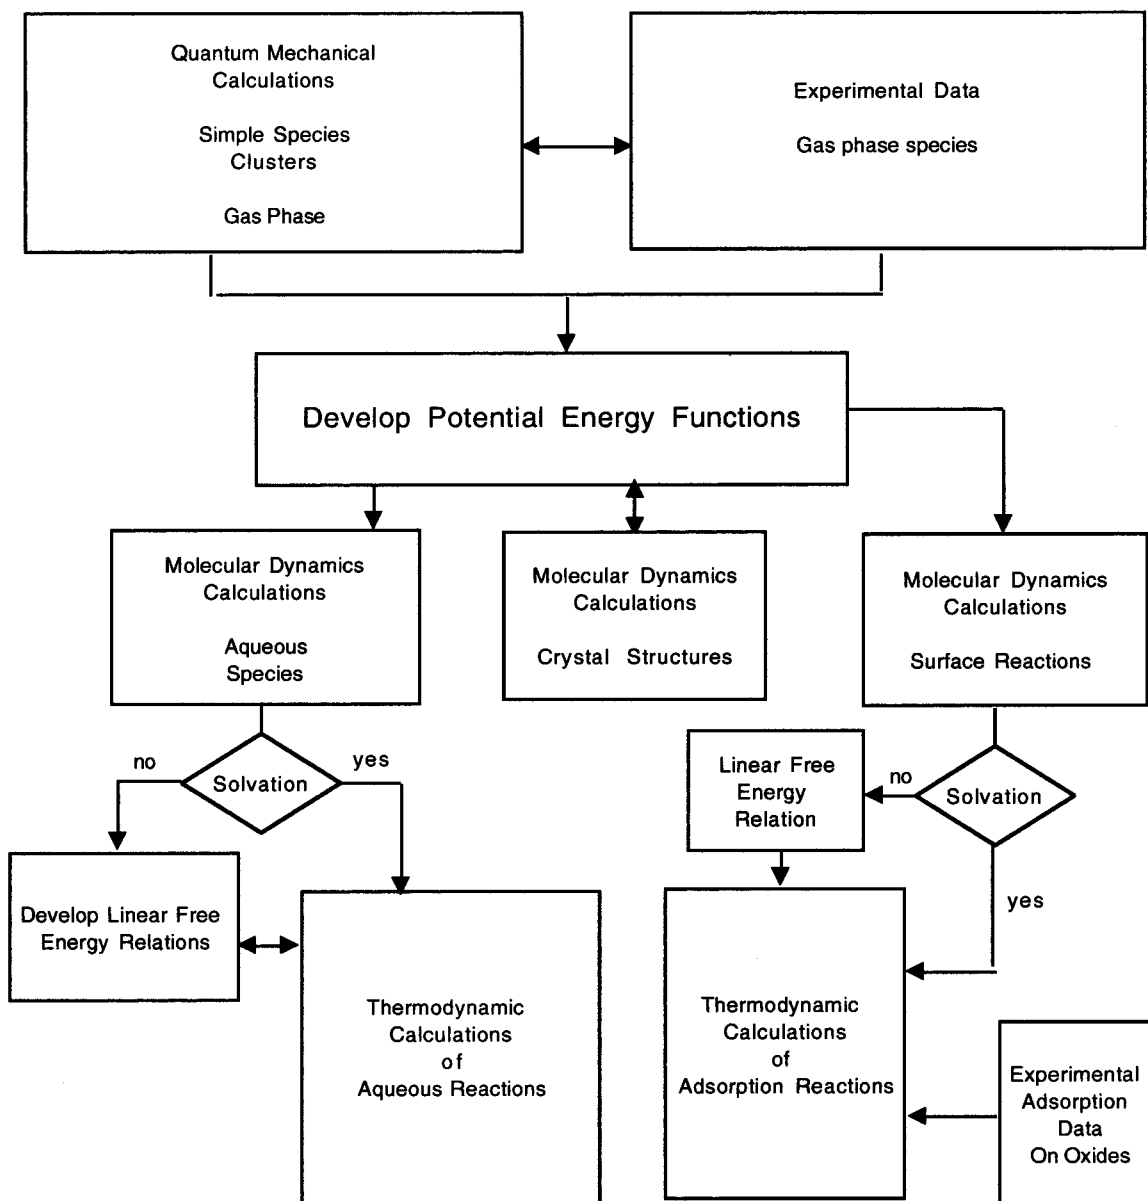 Quantum Mechanical
Calculations
Simple Species
Clusters
Gas Phase
Experimental Data
Gas phase species
Develop Potential Energy Functions
Molecular Dynamics
Calculations
Aqueous
Species
Molecular Dynamics
Calculations
Crystal Structures
Molecular Dynamics
Calculations
Surface Reactions
no
Solvation
yes
Linear Free
Energy
Relation
no
Solvation
yes
Develop Linear Free
Energy Relations
Thermodynamic
Calculations
of
Aqueous Reactions
Thermodynamic
Calculations
of
Adsorption Reactions
Experimental
Adsorption
Data
On Oxides